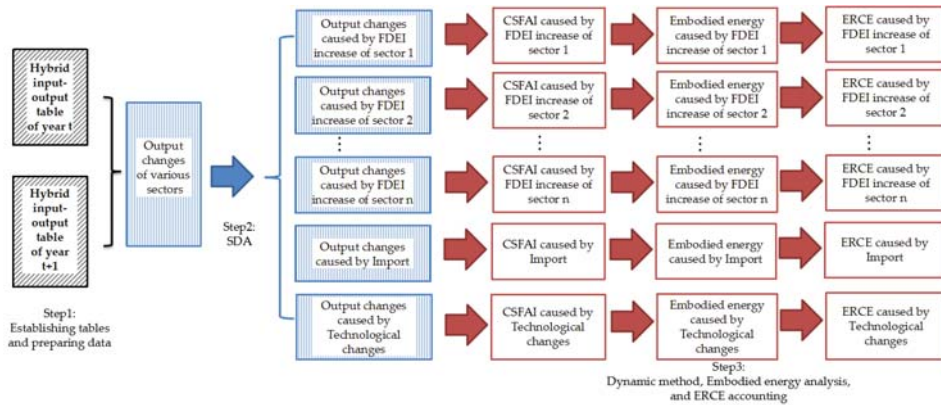 Hybrid
input-
output
table
of year t
Hybrid
input-
output
table
of year
t+1
Step1:
Establishing tables
and preparing data
Output
changes
of various
sectors
Step2:
SDA
Output changes
caused by FDEI
increase of
sector 1
CSFAI caused by
FDEI increase of
sector 1
Embodied energy
caused by FDEI
increase of sector 1
ERCE caused by
FDEI increase of
sector 1
Output changes
caused by FDEI
increase of sector 2
CSFAI caused by
FDEI increase of
sector 2
Embodied energy
caused by FDEI
increase of sector 2
ERCE caused by
FDEI increase of
sector 2
Output changes
caused by FDEI
increase of sector n
CSFAI caused by
FDEI increase of
sector n
Embodied energy
caused by FDEI
increase of sector n
ERCE caused by
FDEI increase of
sector n
Output changes
caused by Import
CSFAI caused by
Import
Embodied energy
caused by Import
ERCE caused by
Import
Output changes
caused by
Technological
changes
CSFAI caused by
Technological
changes
Embodied energy
caused by
Technological
changes
ERCE caused by
Technological
changes
Step3:
Dynamic method, Embodied energy analysis,
and ERCE accounting